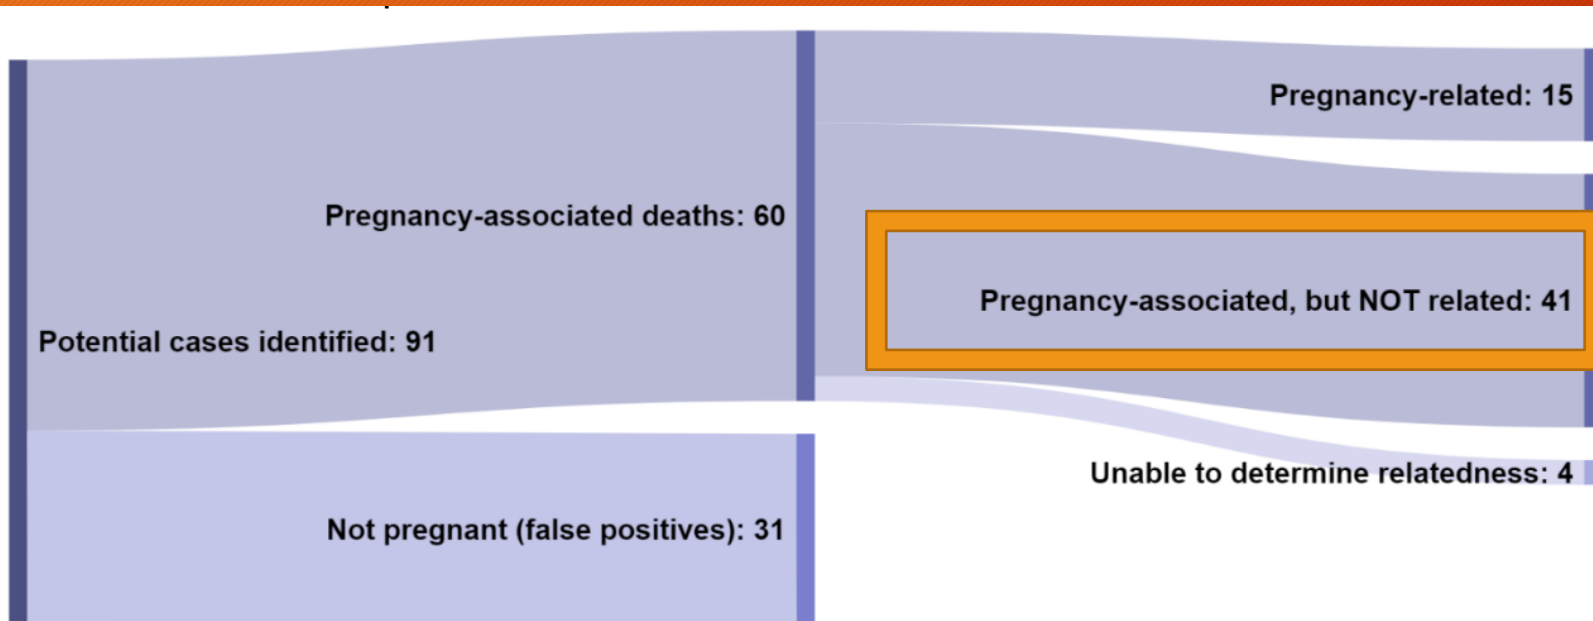 Pregnancy-related: 15
Pregnancy-associated deaths: 60
Pregnancy-associated, but NOT related: 41
Potential cases identified: 91
Unable to determine relatedness: 4
Not pregnant (false positives): 31